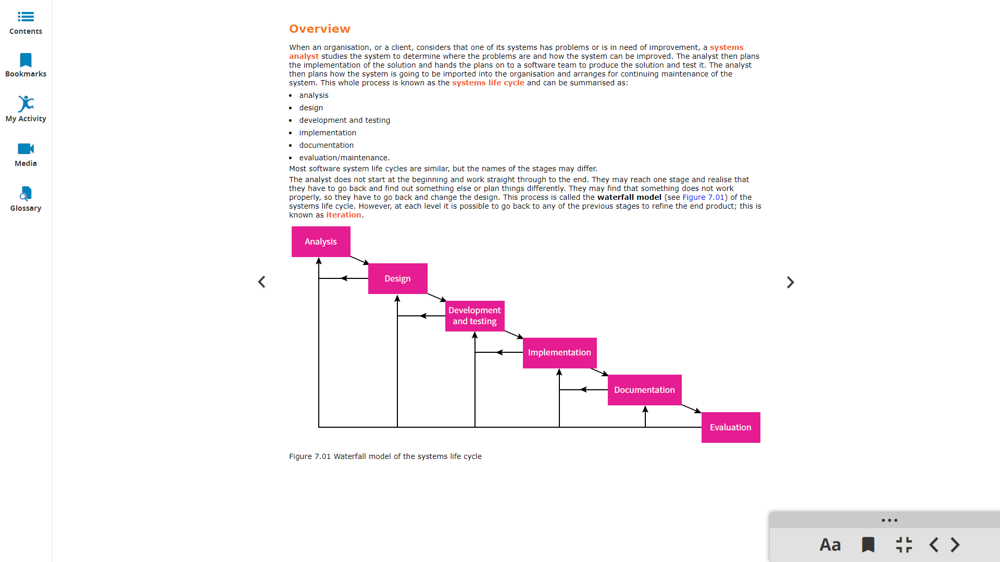 Contents
Bookmarks
My Activity
Media
Glossary
Overview
When an organisation, or a client, considers that one of its systems has problems or is in need of improvement, a systems
analyst studies the system to determine where the problems are and how the system can be improved. The analyst then plans
the implementation of the solution and hands the plans on to a software team to produce the solution and test it. The analyst
then plans how the system is going to be imported into the organisation and arranges for continuing maintenance of the
system. This whole process is known as the systems life cycle and can be summarised as:
• analysis
• design
• development and testing
• implementation
• documentation
• evaluation/maintenance.
Most software system life cycles are similar, but the names of the stages may differ.
The analyst does not start at the beginning and work straight through to the end. They may reach one stage and realise that
they have to go back and find out something else or plan things differently. They may find that something does not work
properly, so they have to go back and change the design. This process is called the waterfall model (see Figure 7.01) of the
systems life cycle. However, at each level it is possible to go back to any of the previous stages to refine the end product; this is
known as iteration.
Analysis
Design
Development
and testing
Implementation
Documentation
Evaluation
Figure 7.01 Waterfall model of the systems life cycle
Aa